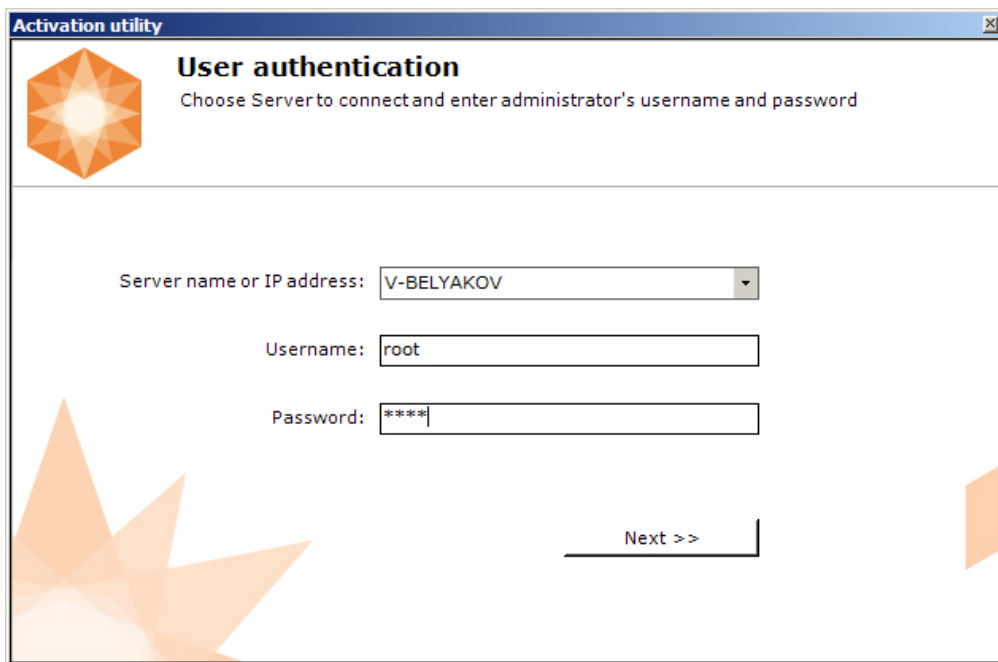 Activation utility
User authentication
Choose Server to connect and enter administrator's username and password
Server name or IP address: V-BELYAKOV
Username: root
Password: ****
Next >>